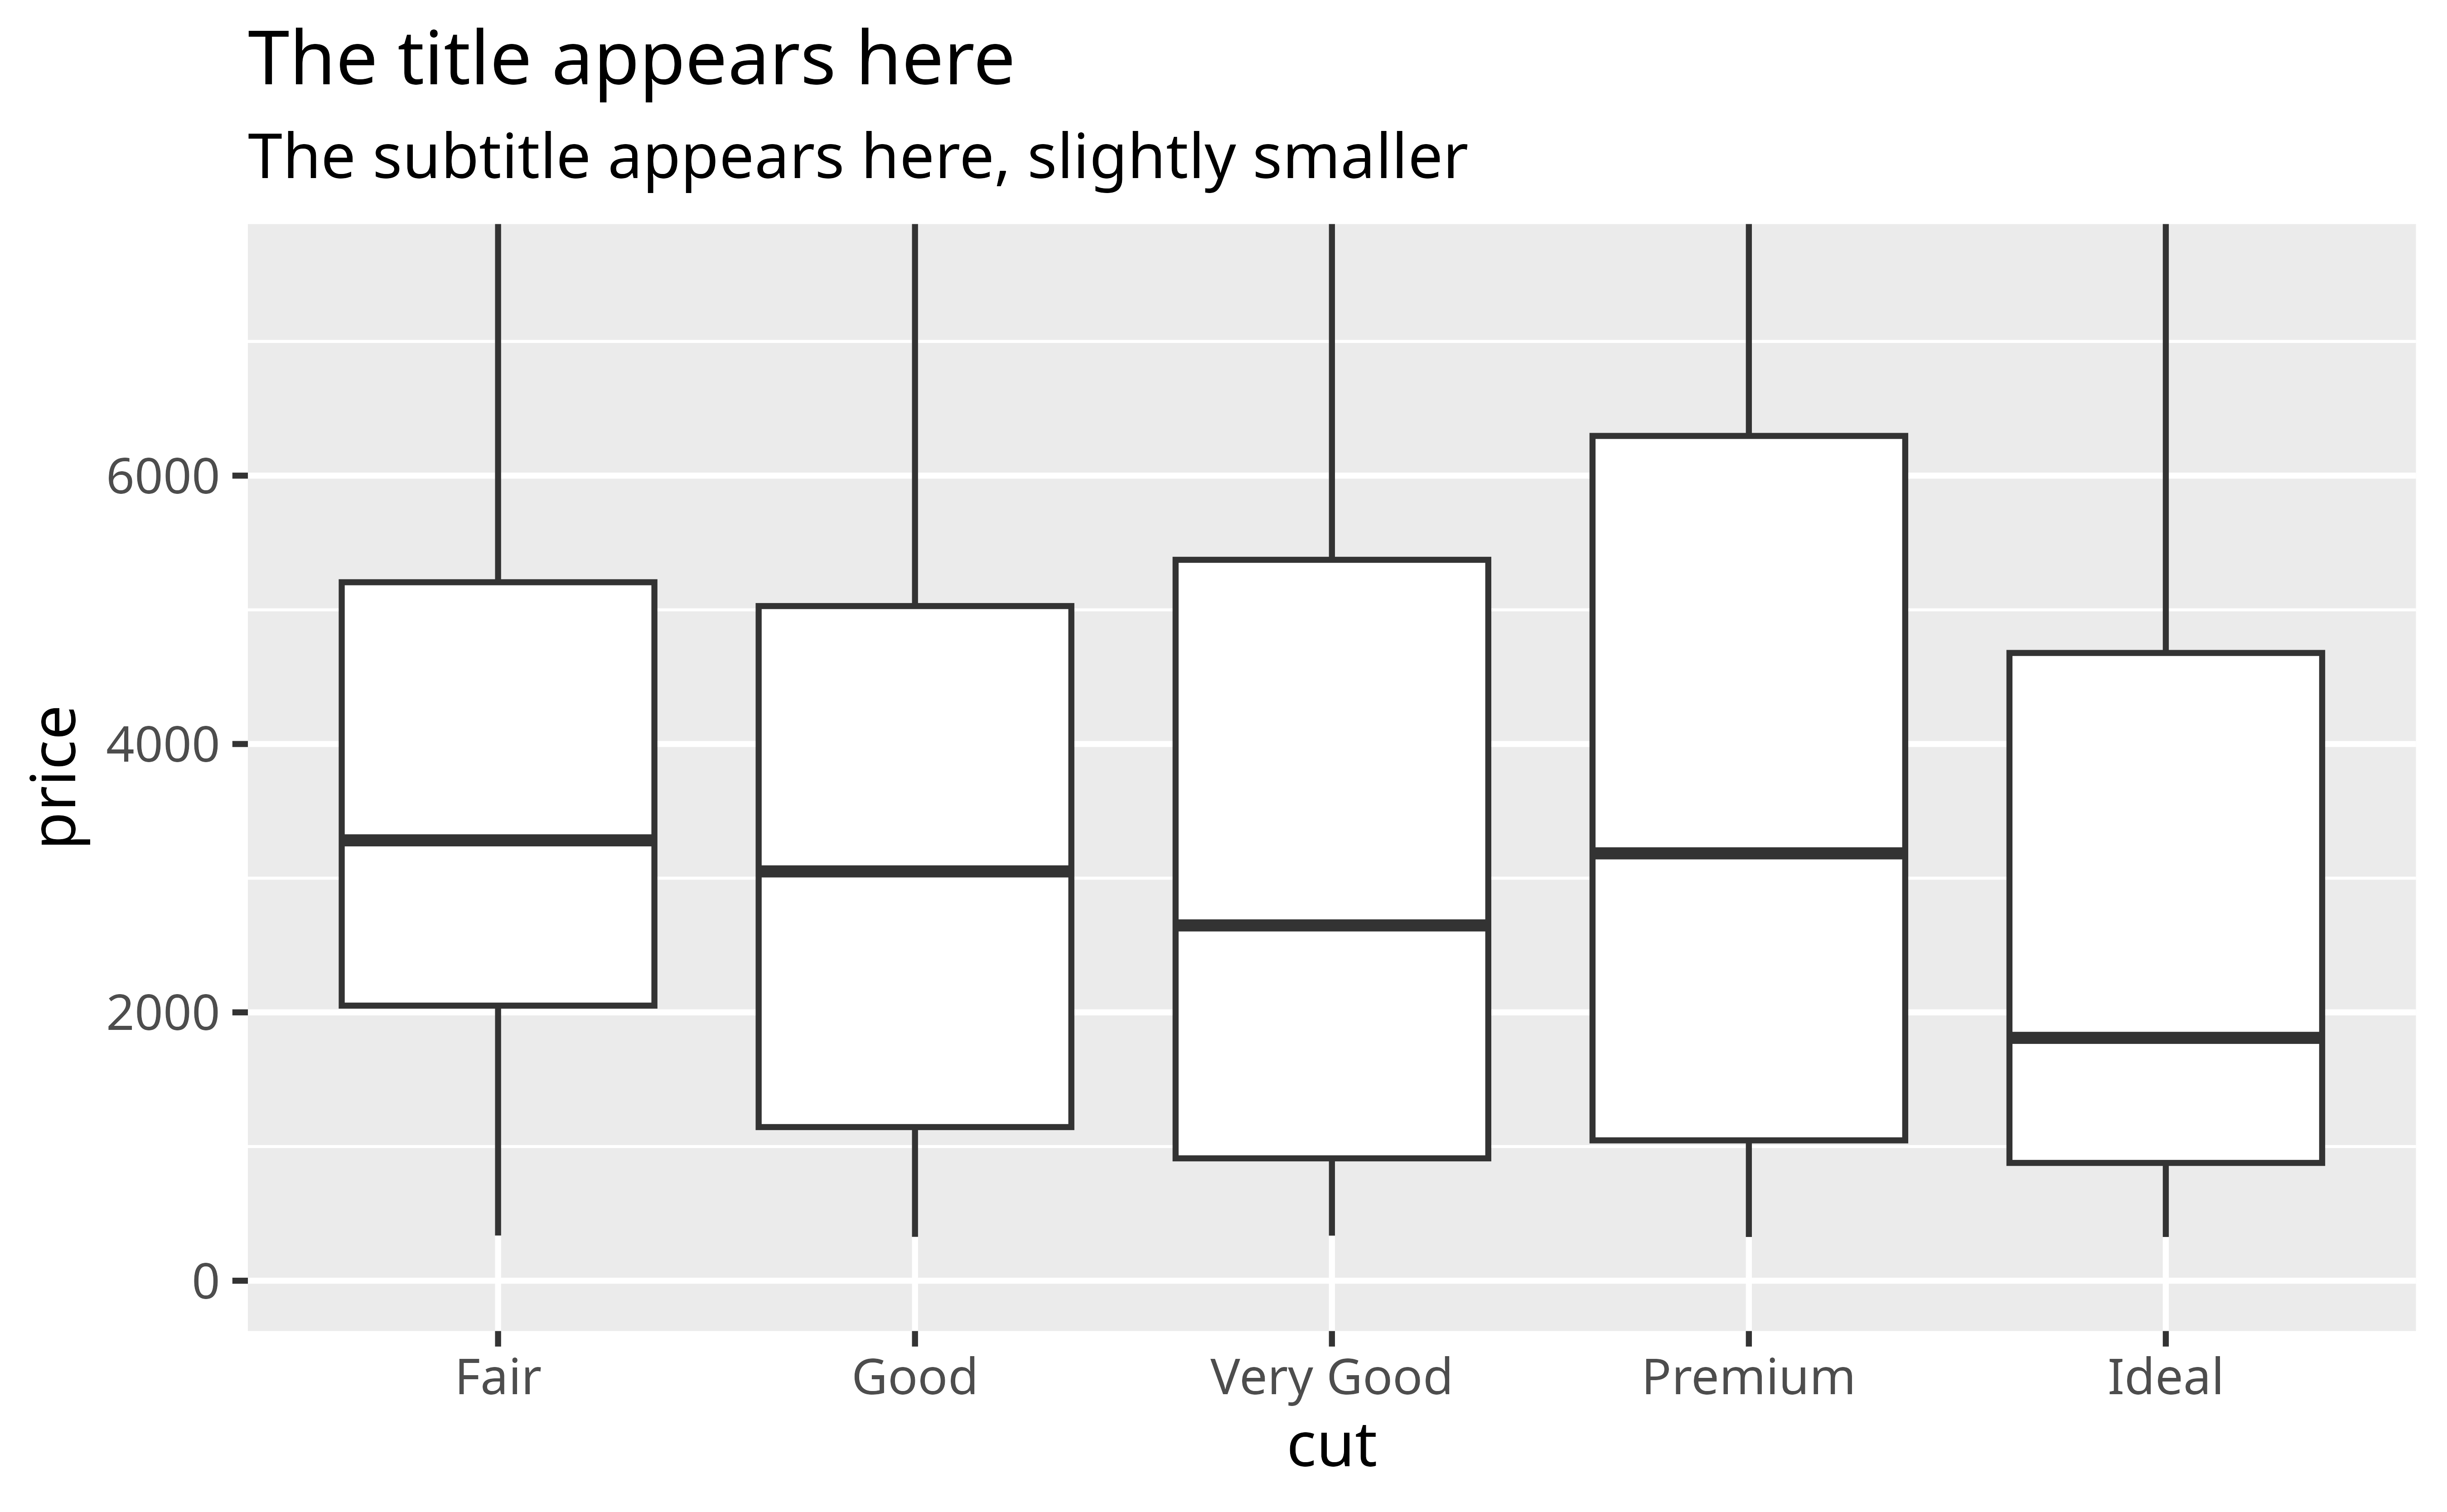 The title appears here
The subtitle appears here, slightly smaller
price
6000
4000
2000
0
Fair Good Very Good Premium Ideal
cut